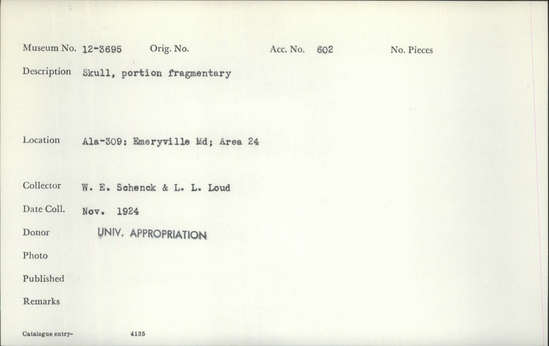 Museum No. 12-3695 Orig. No. Acc. No. 602 No. Pieces
Description Skull, portion fragmentary
Location Ala-309; Emeryville Md; Area 24
Collector W. E. Schenck & L. L. Loud
Date Coll. Nov. 1924
Donor UNIV. APPROPRIATION
Photo
Published
Remarks
Catalogue entry- 4135